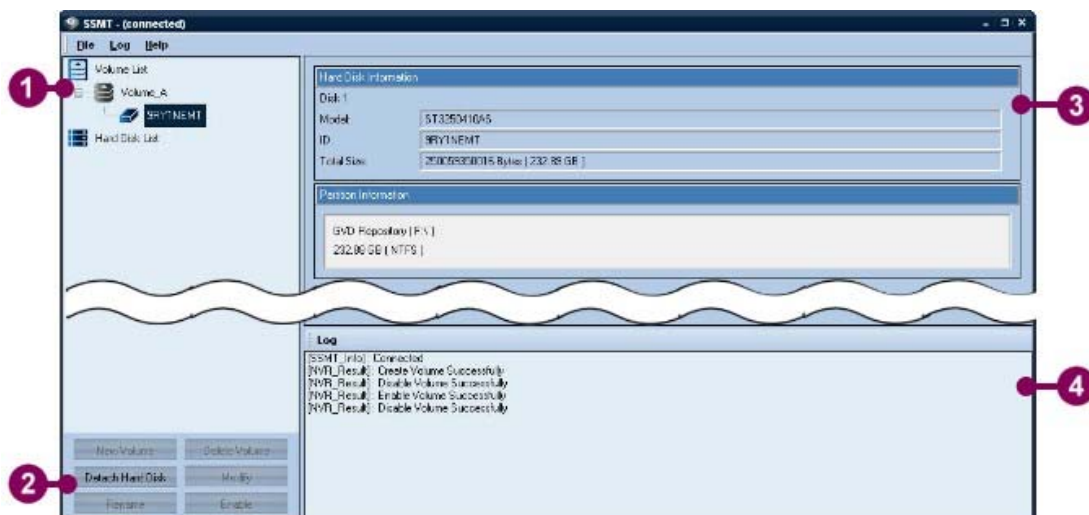 SSMT - (connected)
File Log Help
1
Volume List
Volume_A
9RY1NEMT
Hard Disk List
Hard Disk Information
3
Disk 1
Model: ST3250410AS
ID: 9RY1NEMT
Total Size: 250059350016 Bytes ( 232.88 GB )
Partition Information
GVD Repository ( F:\ )
232.88 GB ( NTFS )
Log
[SSMT_Info]: Connected
[NVR_Result]: Create Volume Successfully
[NVR_Result]: Disable Volume Successfully
[NVR_Result]: Enable Volume Successfully
[NVR_Result]: Disable Volume Successfully
4
New Volume Delete Volume
2
Detach Hard Disk Modify
Rename Enable